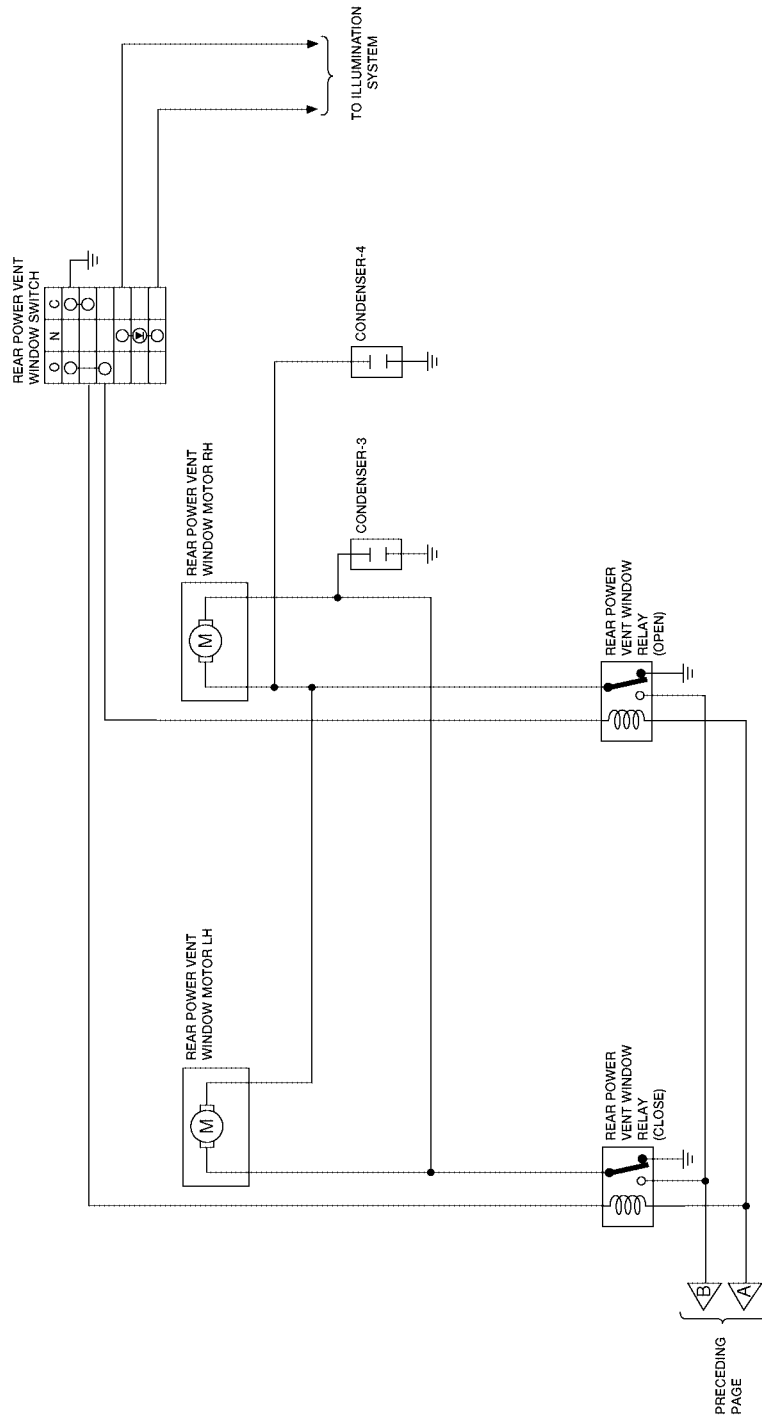 REAR POWER VENT
WINDOW SWITCH
O N C
TO ILLUMINATION
SYSTEM
REAR POWER VENT
WINDOW MOTOR LH
M
REAR POWER VENT
WINDOW MOTOR RH
M
CONDENSER-3
CONDENSER-4
REAR POWER
VENT WINDOW
RELAY
(CLOSE)
REAR POWER
VENT WINDOW
RELAY
(OPEN)
PRECEDING
PAGE
B
A